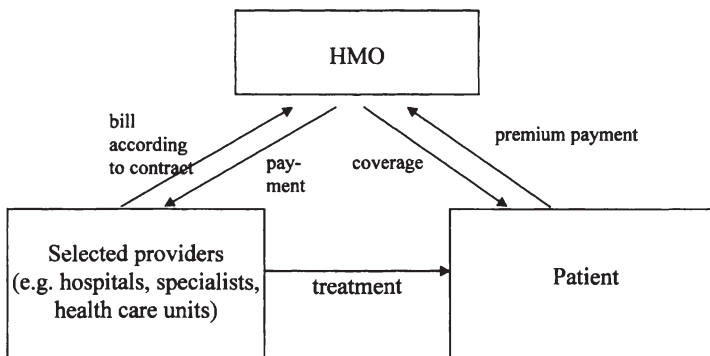 HMO
bill
according
to contract
pay-
ment
coverage
premium payment
Selected providers
(e.g. hospitals, specialists,
health care units)
treatment
Patient